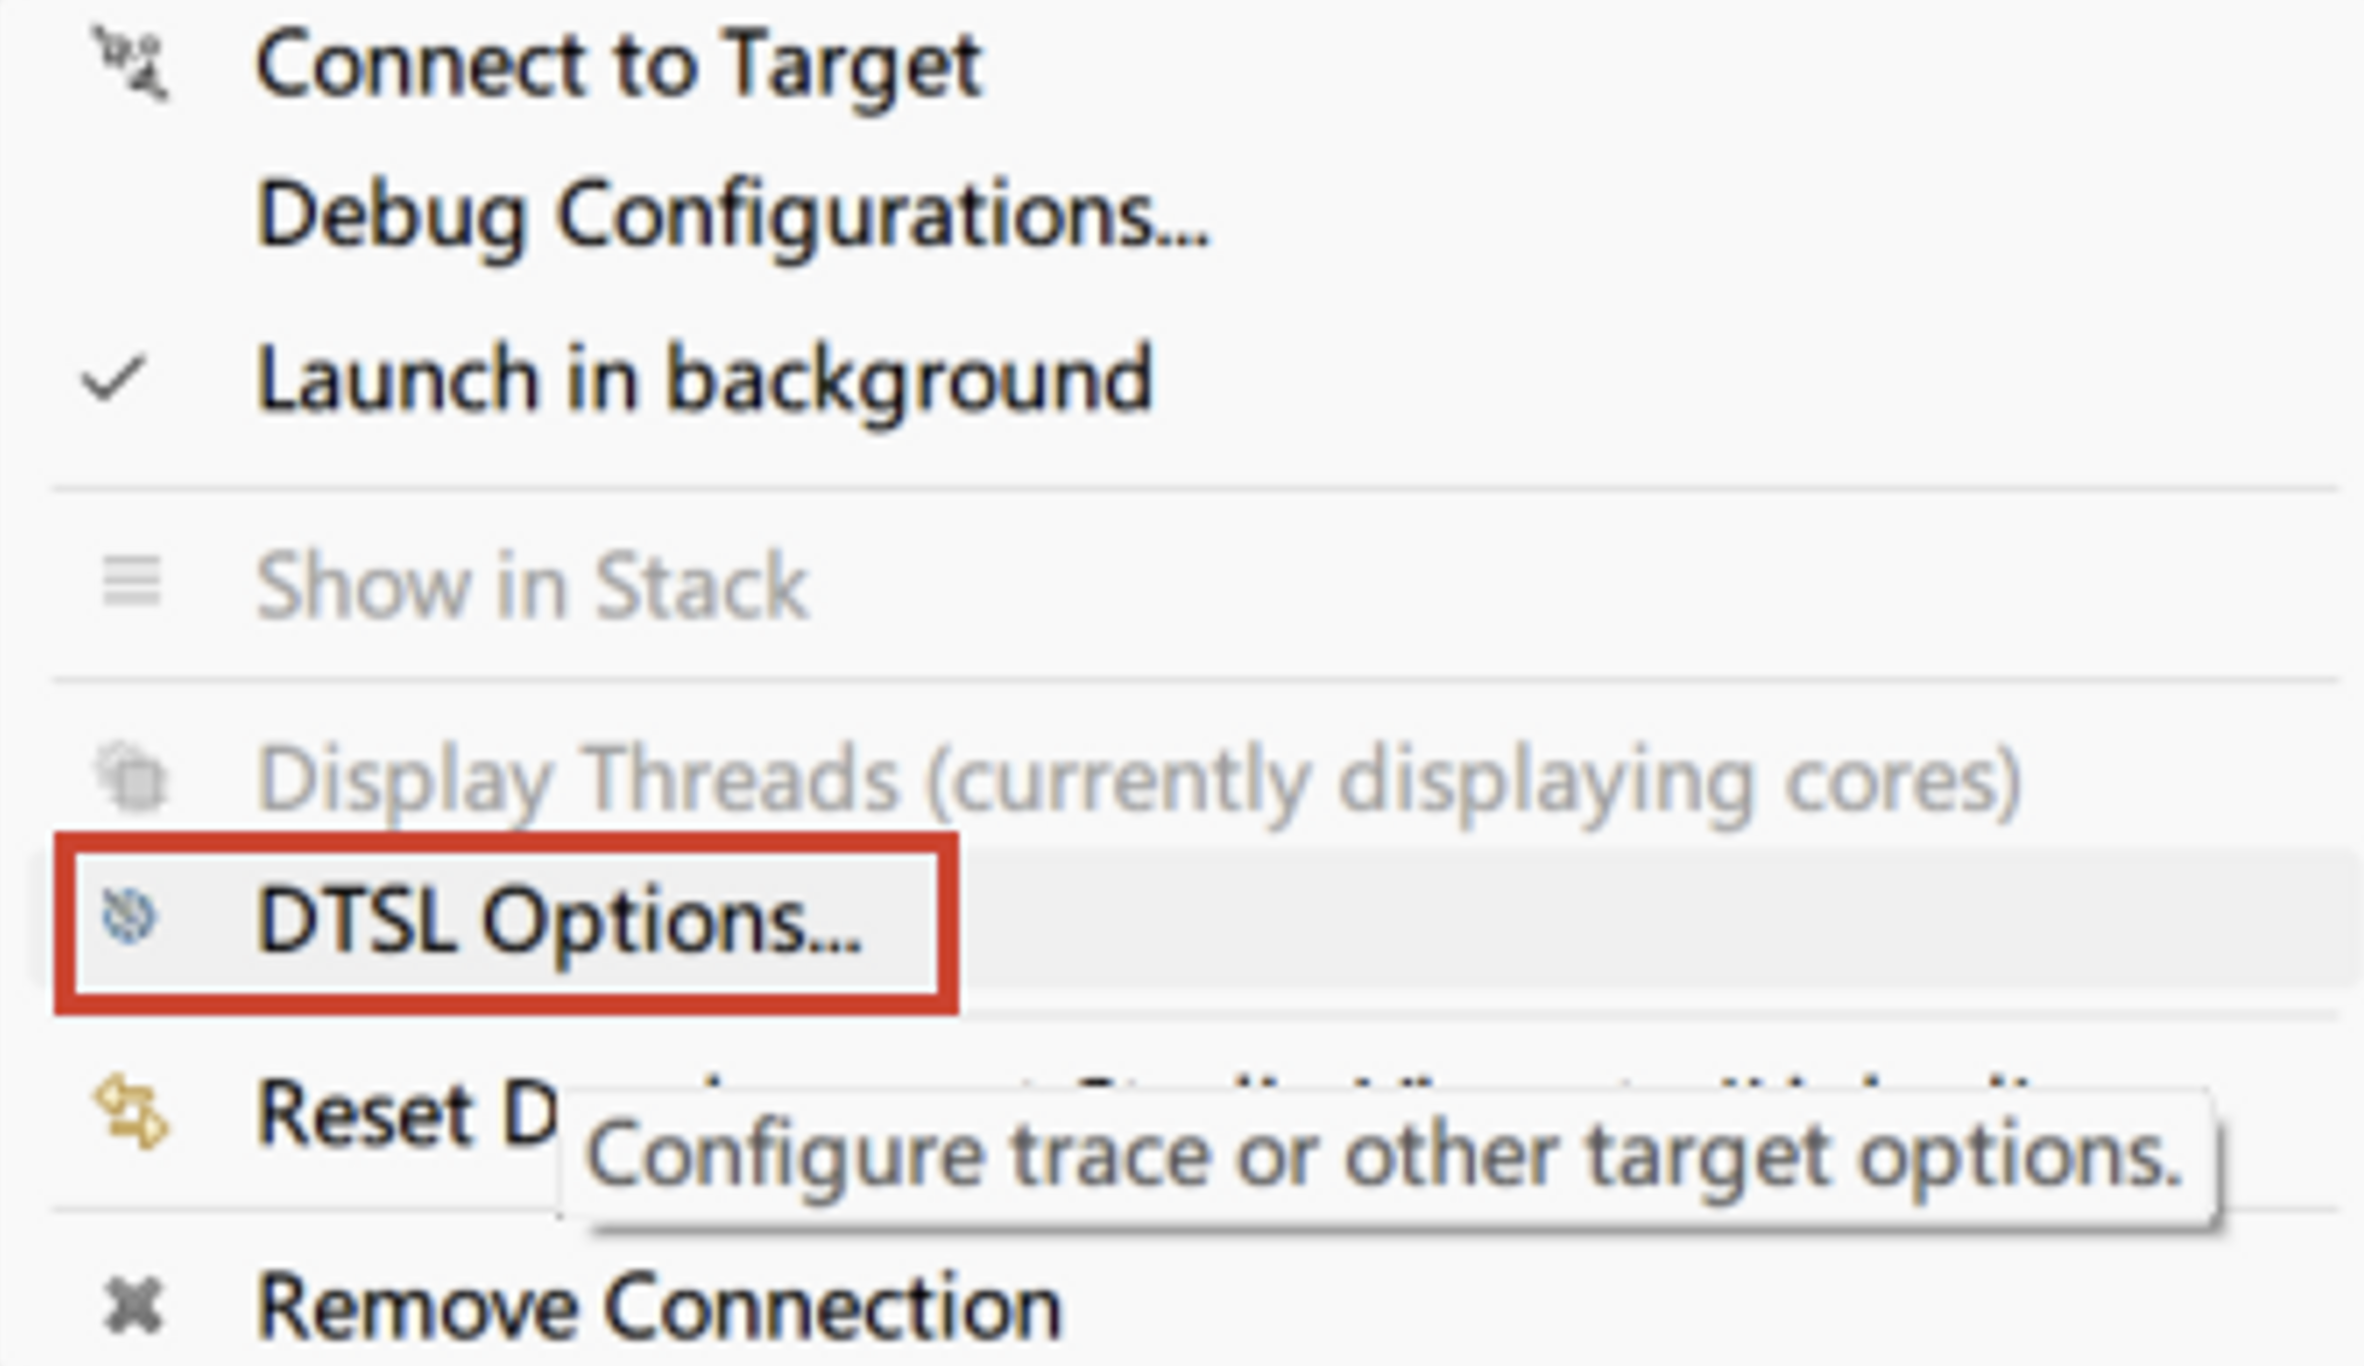 Connect to Target
Debug Configurations...
Launch in background
Show in Stack
Display Threads (currently displaying cores)
DTSL Options...
Reset D
Configure trace or other target options.
Remove Connection